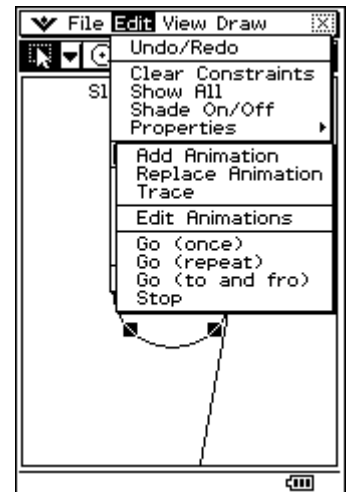 File Edit View Draw
Undo/Redo
Clear Constraints
Sl
Show All
Shade On/Off
Properties
Add Animation
Replace Animation
Trace
Edit Animations
Go (once)
Go (repeat)
Go (to and fro)
Stop